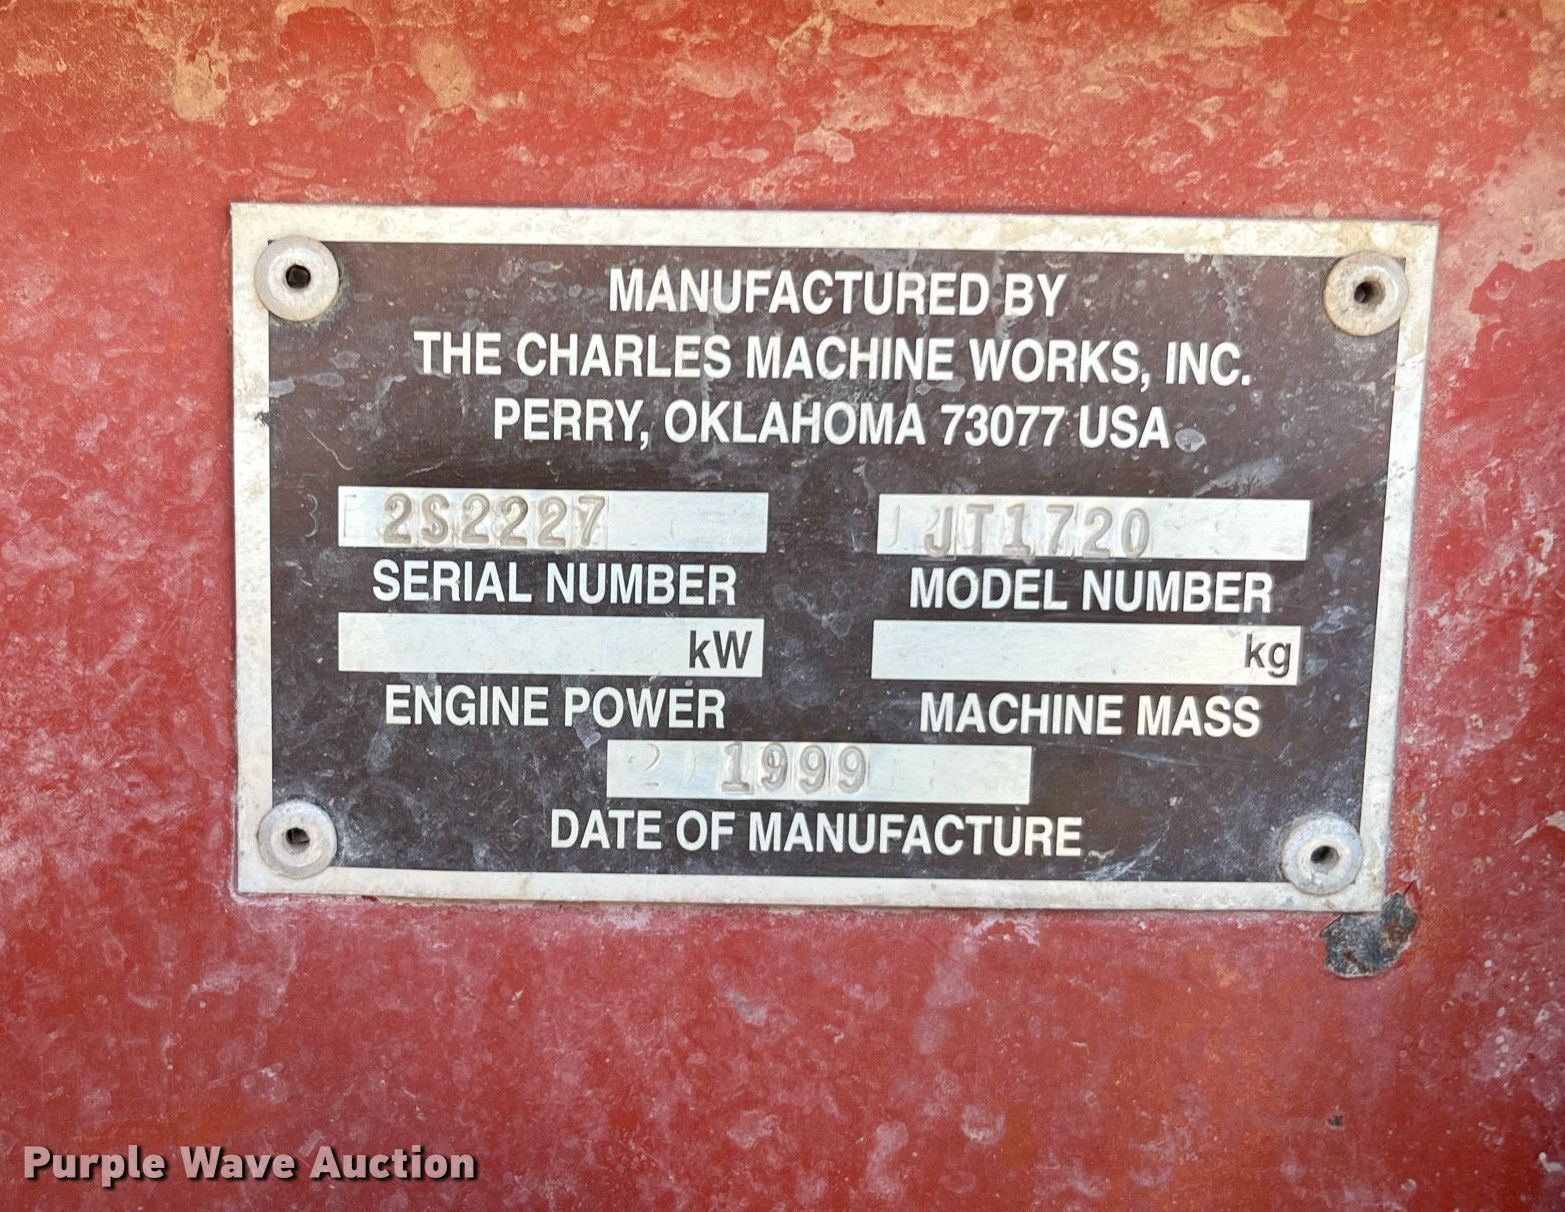 MANUFACTURED BY
THE CHARLES MACHINE WORKS, INC.
PERRY, OKLAHOMA 73077 USA
2S2227 JT1720
SERIAL NUMBER MODEL NUMBER
kW kg
ENGINE POWER MACHINE MASS
1999
DATE OF MANUFACTURE
Purple Wave Auction